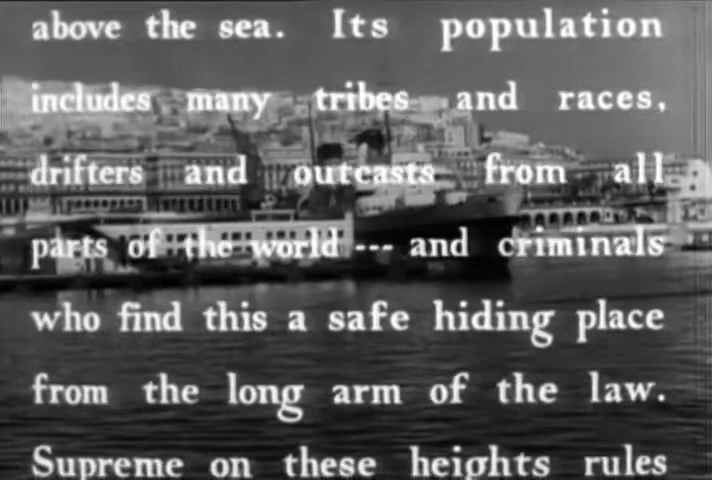 above the sea. Its population
includes many tribes and races,
drifters and outcasts from all
parts of the world --- and criminals
who find this a safe hiding place
from the long arm of the law.
Supreme on these heights rules